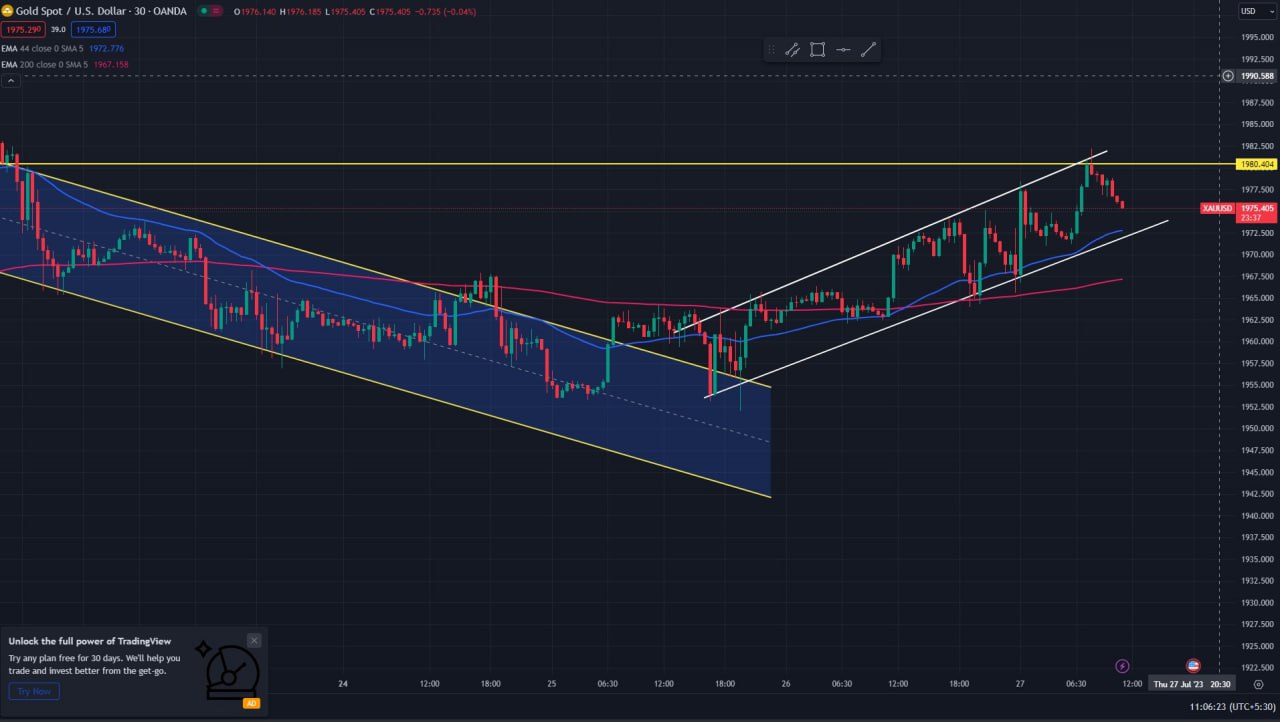 Gold Spot / U.S. Dollar · 30 · OANDA
O1976.140 H1976.185 L1975.405 C1975.405 −0.735 (−0.04%)
1975.290 39.0 1975.680
EMA 44 close 0 SMA 5 1972.776
EMA 200 close 0 SMA 5 1967.158
USD
1995.000
1992.500
1990.588
1987.500
1985.000
1982.500
1980.404
1977.500
XAUUSD 1975.405
23:37
1972.500
1970.000
1967.500
1965.000
1962.500
1960.000
1957.500
1955.000
1952.500
1950.000
1947.500
1945.000
1942.500
1940.000
1937.500
1935.000
1932.500
1930.000
1927.500
1925.000
1922.500
Unlock the full power of TradingView
Try any plan free for 30 days. We'll help you
trade and invest better from the get-go.
Try Now
AD
24 12:00 18:00 25 06:30 12:00 18:00 26 06:30 12:00 18:00 27 06:30 12:00 Thu 27 Jul '23 20:30
11:06:23 (UTC+5:30)